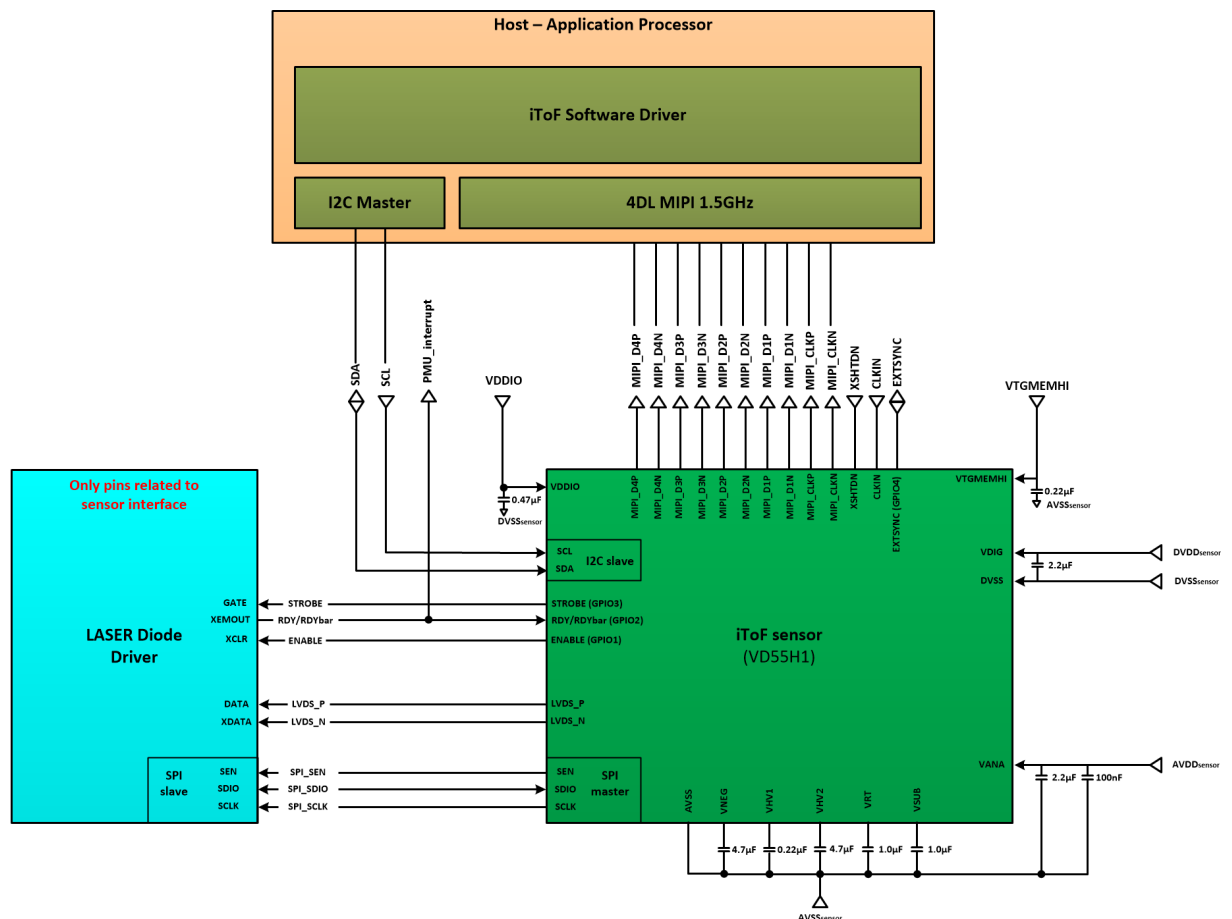 Host – Application Processor
iToF Software Driver
I2C Master
4DL MIPI 1.5GHz
SDA
SCL
PMU_interrupt
VDDIO
MIPI_D4P
MIPI_D4N
MIPI_D3P
MIPI_D3N
MIPI_D2P
MIPI_D2N
MIPI_D1P
MIPI_D1N
MIPI_CLKP
MIPI_CLKN
XSHTDN
CLKIN
EXTSYNC
VTGMEMHI
Only pins related to
sensor interface
VDDIO
0.47µF
DVSSsensor
MIPI_D4P
MIPI_D4N
MIPI_D3P
MIPI_D3N
MIPI_D2P
MIPI_D2N
MIPI_D1P
MIPI_D1N
MIPI_CLKP
MIPI_CLKN
XSHTDN
CLKIN
EXTSYNC (GPIO4)
VTGMEMHI
0.22µF
AVSSsensor
SCL
SDA
I2C slave
VDIG
DVDDsensor
2.2µF
DVSS
DVSSsensor
GATE
STROBE
STROBE (GPIO3)
XEMOUT
RDY/RDYbar
RDY/RDYbar (GPIO2)
XCLR
ENABLE
ENABLE (GPIO1)
LASER Diode
Driver
iToF sensor
(VD55H1)
DATA
LVDS_P
LVDS_P
XDATA
LVDS_N
LVDS_N
SPI
slave
SEN
SPI_SEN
SEN
SDIO
SPI_SDIO
SDIO
SCLK
SPI_SCLK
SCLK
SPI
master
VANA
AVDDsensor
2.2µF
100nF
AVSS
VNEG
VHV1
VHV2
VRT
VSUB
4.7µF
0.22µF
4.7µF
1.0µF
1.0µF
AVSSsensor